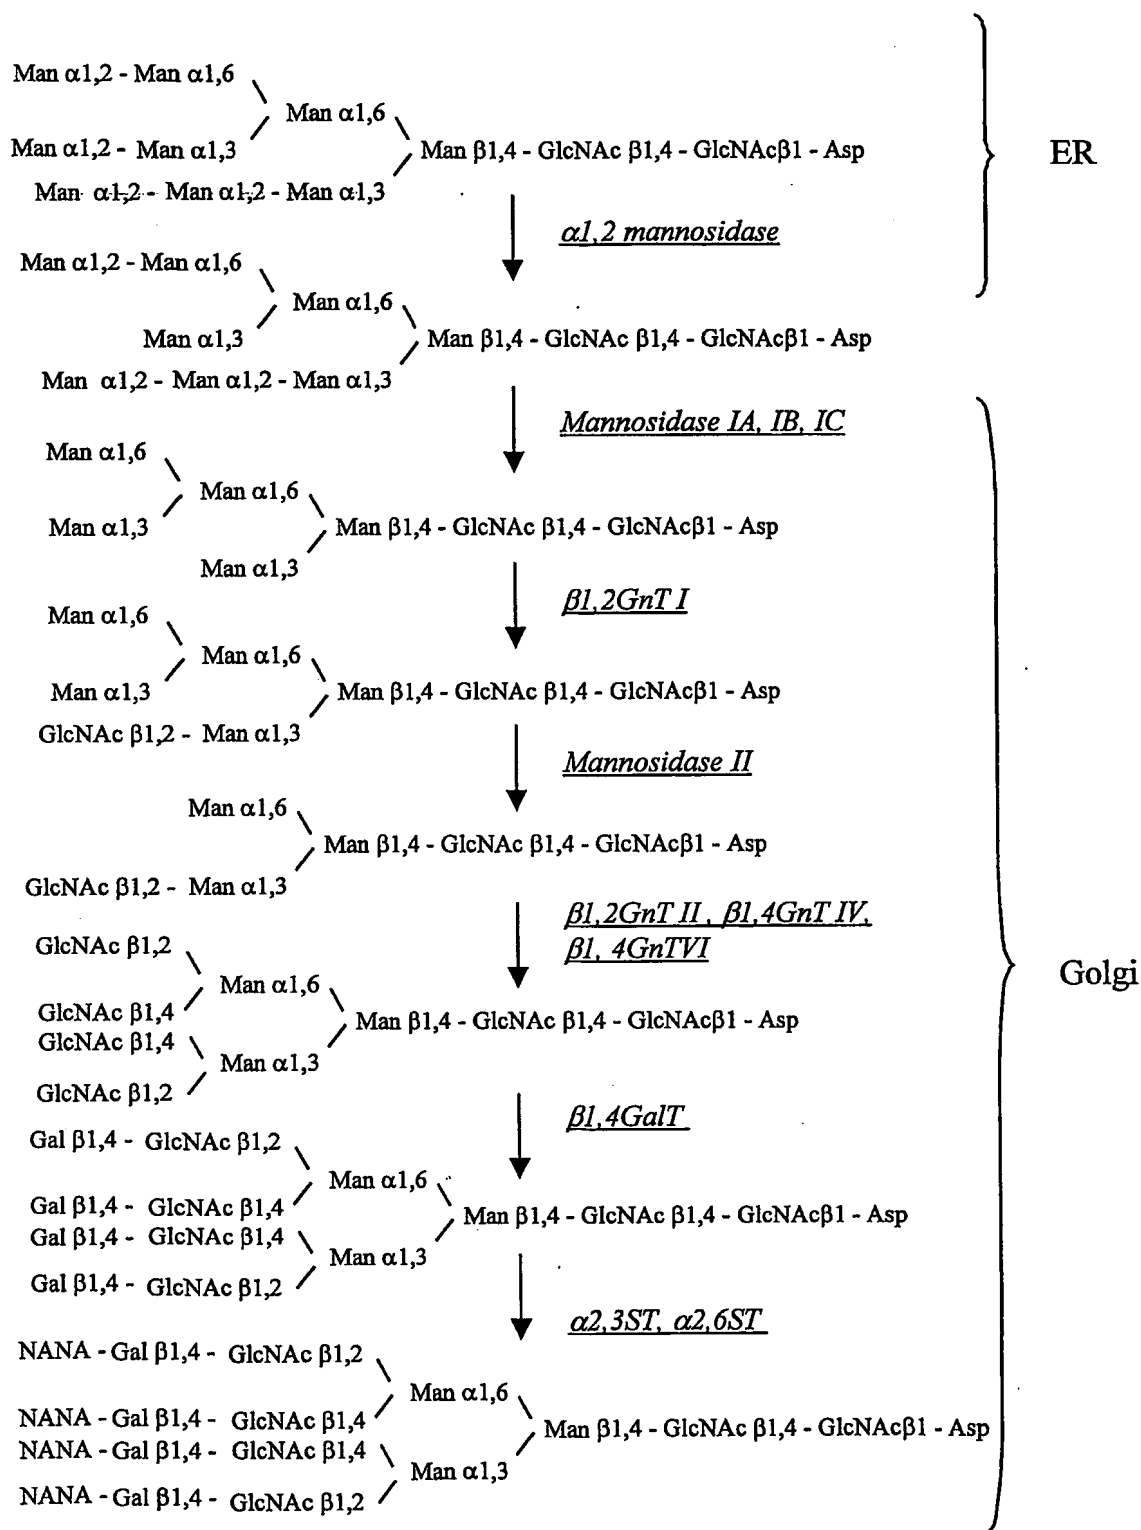 Man α1,2 - Man α1,6
Man α1,6
Man α1,2 - Man α1,3
Man β1,4 - GlcNAc β1,4 - GlcNAcβ1 - Asp
ER
Man α1,2 - Man α1,2 - Man α1,3
α1,2 mannosidase
Man α1,2 - Man α1,6
Man α1,6
Man α1,3
Man β1,4 - GlcNAc β1,4 - GlcNAcβ1 - Asp
Man α1,2 - Man α1,2 - Man α1,3
Mannosidase IA, IB, IC
Man α1,6
Man α1,6
Man α1,3
Man β1,4 - GlcNAc β1,4 - GlcNAcβ1 - Asp
Man α1,3
β1,2GnT I
Man α1,6
Man α1,6
Man α1,3
Man β1,4 - GlcNAc β1,4 - GlcNAcβ1 - Asp
GlcNAc β1,2 - Man α1,3
Mannosidase II
Man α1,6
Man β1,4 - GlcNAc β1,4 - GlcNAcβ1 - Asp
GlcNAc β1,2 - Man α1,3
β1,2GnT II, β1,4GnT IV,
β1, 4GnTVI
GlcNAc β1,2
Man α1,6
GlcNAc β1,4
Man β1,4 - GlcNAc β1,4 - GlcNAcβ1 - Asp
GlcNAc β1,4
Man α1,3
GlcNAc β1,2
Golgi
β1,4GalT
Gal β1,4 - GlcNAc β1,2
Man α1,6
Gal β1,4 - GlcNAc β1,4
Man β1,4 - GlcNAc β1,4 - GlcNAcβ1 - Asp
Gal β1,4 - GlcNAc β1,4
Man α1,3
Gal β1,4 - GlcNAc β1,2
α2,3ST, α2,6ST
NANA - Gal β1,4 - GlcNAc β1,2
Man α1,6
NANA - Gal β1,4 - GlcNAc β1,4
Man β1,4 - GlcNAc β1,4 - GlcNAcβ1 - Asp
NANA - Gal β1,4 - GlcNAc β1,4
Man α1,3
NANA - Gal β1,4 - GlcNAc β1,2